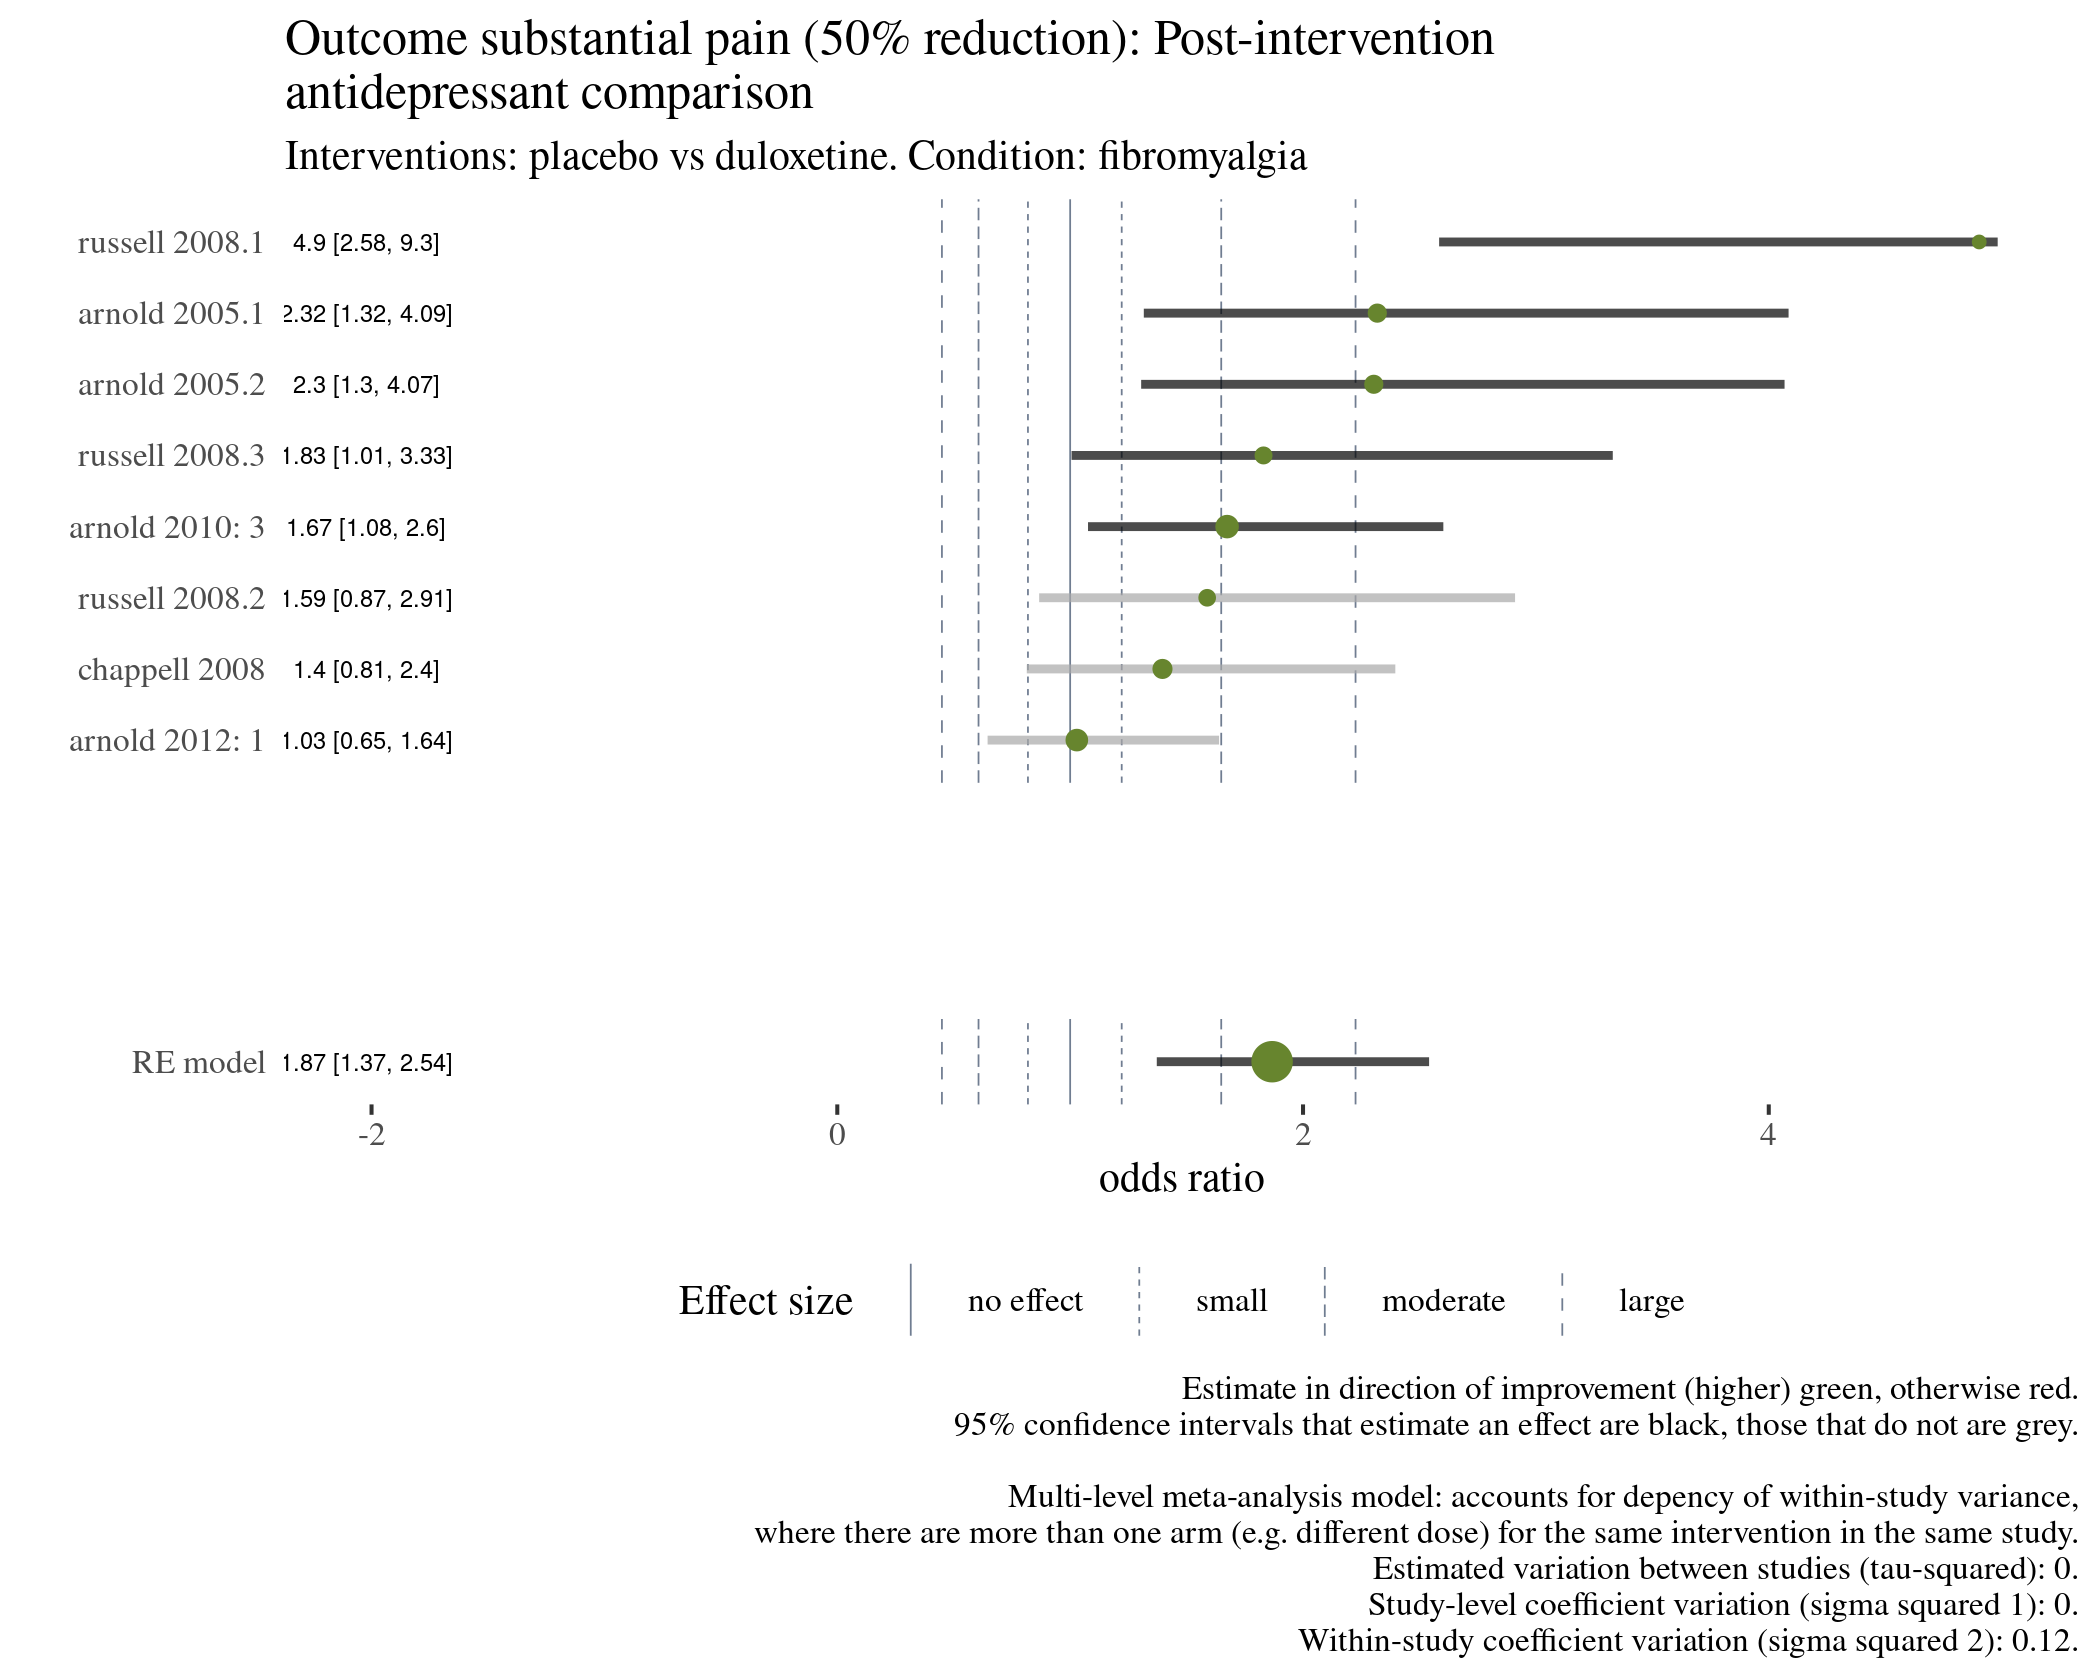 Outcome substantial pain (50% reduction): Post-intervention
antidepressant comparison
Interventions: placebo vs duloxetine. Condition: fibromyalgia
russell 2008.1 4.9 [2.58, 9.3]
arnold 2005.1 2.32 [1.32, 4.09]
arnold 2005.2 2.3 [1.3, 4.07]
russell 2008.3 1.83 [1.01, 3.33]
arnold 2010: 3 1.67 [1.08, 2.6]
russell 2008.2 1.59 [0.87, 2.91]
chappell 2008 1.4 [0.81, 2.4]
arnold 2012: 1 1.03 [0.65, 1.64]
RE model 1.87 [1.37, 2.54]
-2 0 2 4
odds ratio
Effect size no effect small moderate large
Estimate in direction of improvement (higher) green, otherwise red.
95% confidence intervals that estimate an effect are black, those that do not are grey.
Multi-level meta-analysis model: accounts for depency of within-study variance,
where there are more than one arm (e.g. different dose) for the same intervention in the same study.
Estimated variation between studies (tau-squared): 0.
Study-level coefficient variation (sigma squared 1): 0.
Within-study coefficient variation (sigma squared 2): 0.12.